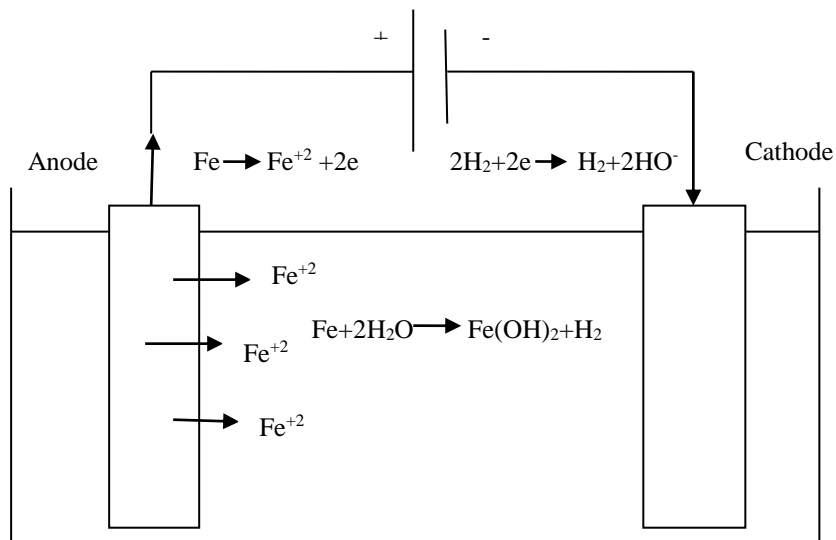 + -
Anode Fe → Fe⁺² +2e 2H₂+2e → H₂+2HO⁻ Cathode
Fe⁺²
Fe+2H₂O → Fe(OH)₂+H₂
Fe⁺²
Fe⁺²